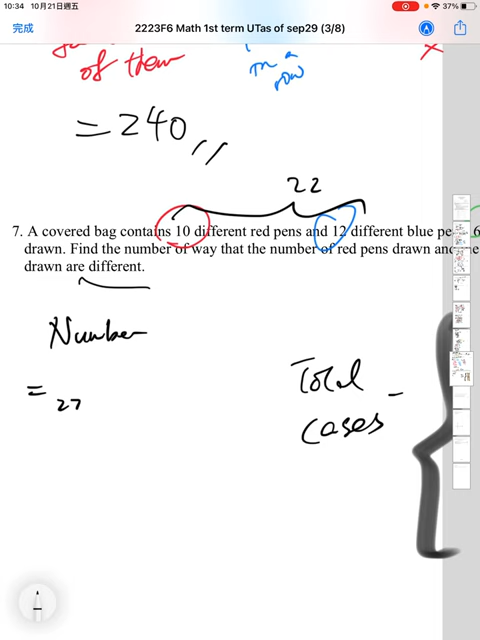 10:34 10月21日週五 37%
完成 2223F6 Math 1st term UTas of sep29 (3/8)
of them
in a
row
= 240
22
7. A covered bag contains 10 different red pens and 12 different blue pe 6
drawn. Find the number of way that the number of red pens drawn and
drawn are different.
Number
Total
=
cases